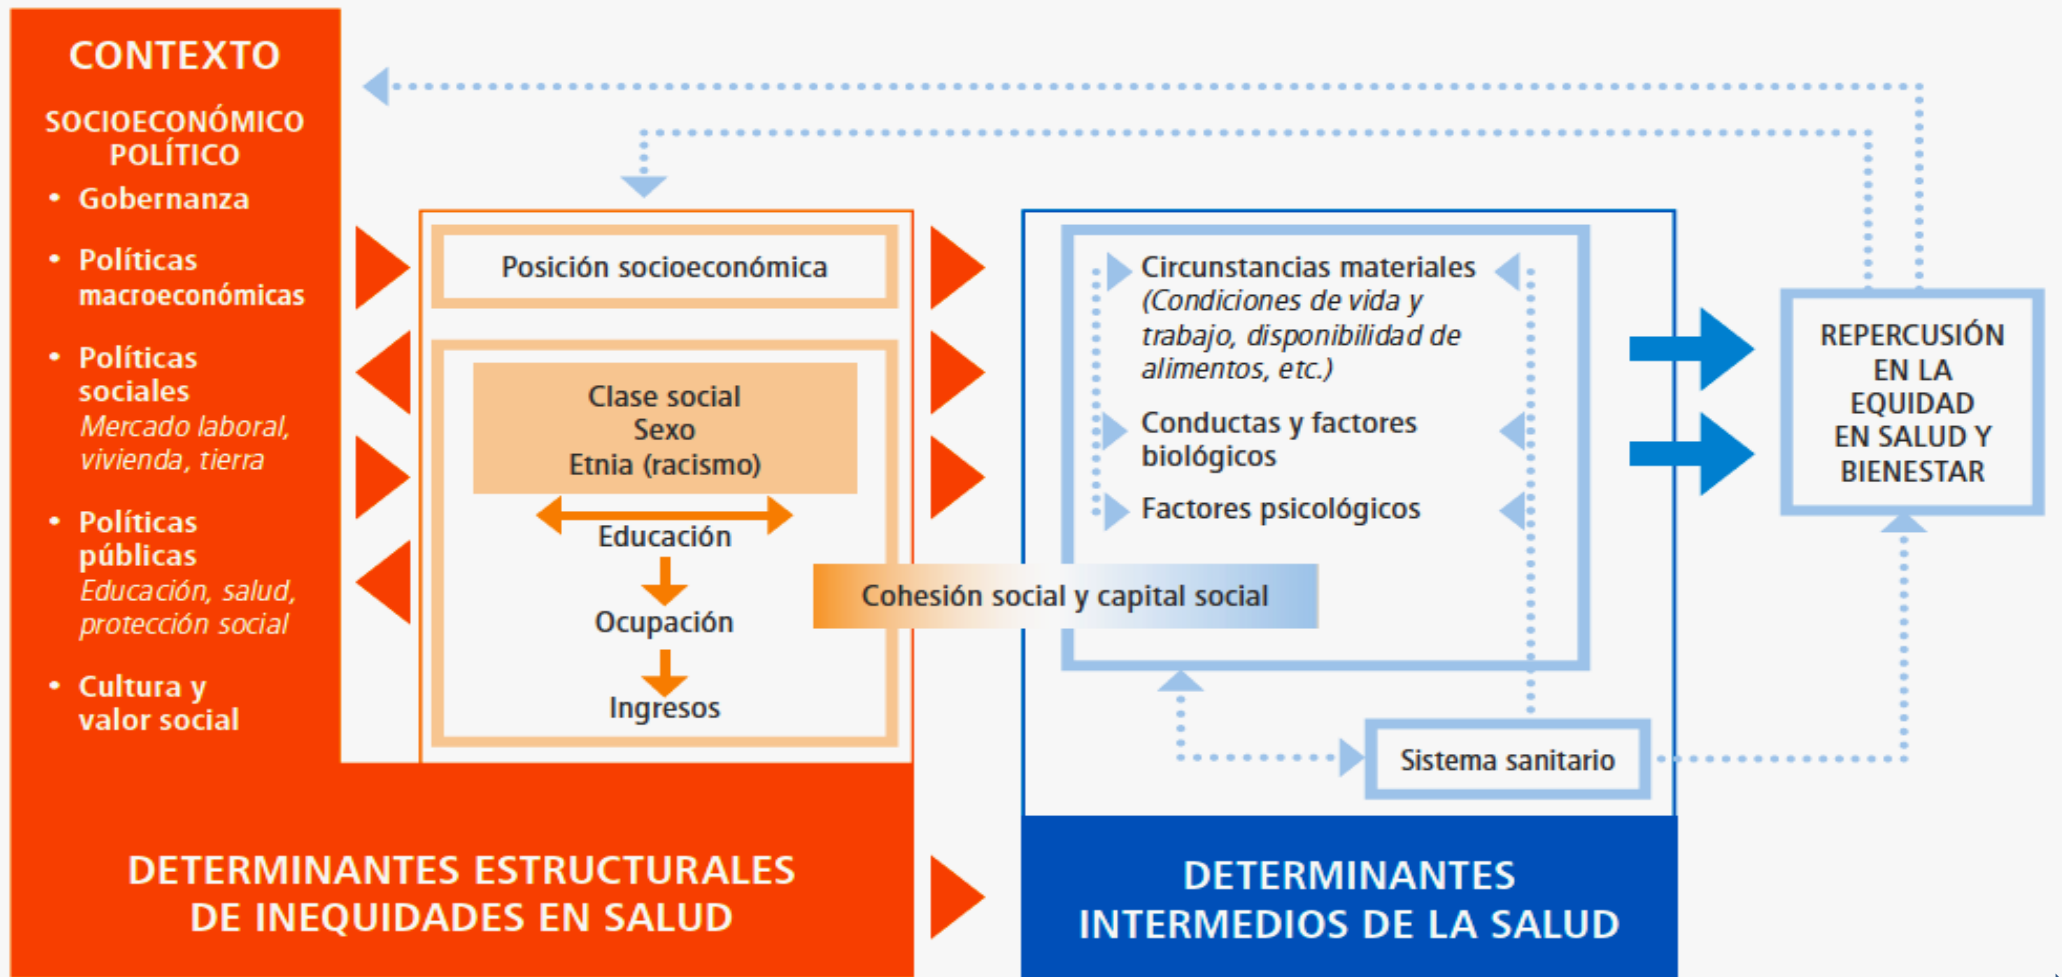 CONTEXTO
SOCIOECONÓMICO
POLÍTICO
• Gobernanza
• Políticas
macroeconómicas
• Políticas
sociales
Mercado laboral,
vivienda, tierra
• Políticas
públicas
Educación, salud,
protección social
• Cultura y
valor social
Posición socioeconómica
Clase social
Sexo
Etnia (racismo)
Educación
Ocupación
Ingresos
Cohesión social y capital social
Circunstancias materiales
(Condiciones de vida y
trabajo, disponibilidad de
alimentos, etc.)
Conductas y factores
biológicos
Factores psicológicos
Sistema sanitario
REPERCUSIÓN
EN LA
EQUIDAD
EN SALUD Y
BIENESTAR
DETERMINANTES ESTRUCTURALES
DE INEQUIDADES EN SALUD
DETERMINANTES
INTERMEDIOS DE LA SALUD